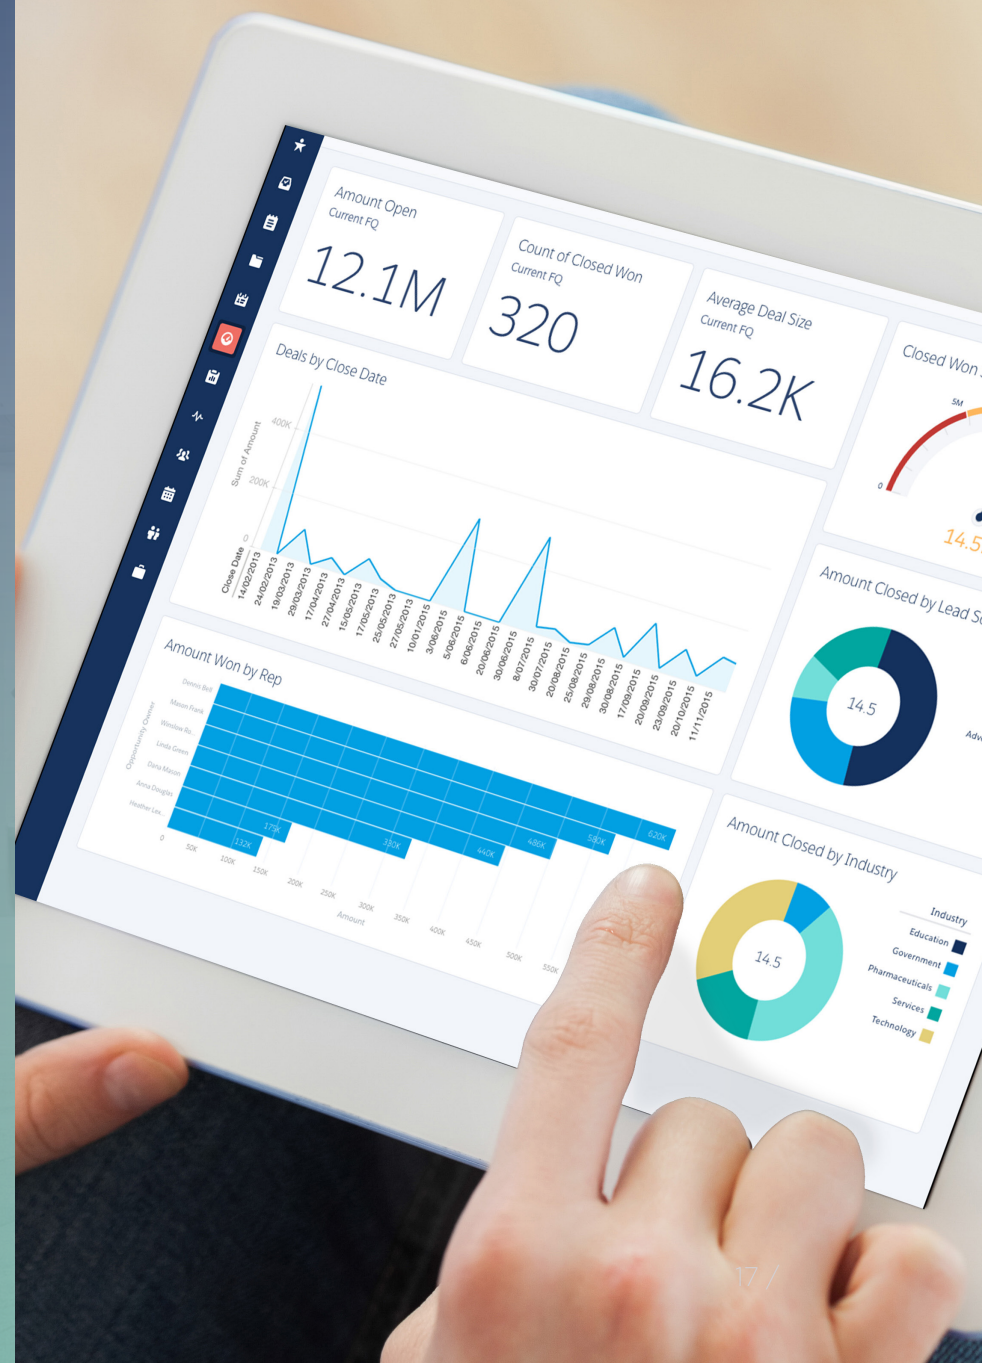 Amount Open
Current FQ
12.1M
Count of Closed Won
Current FQ
320
Average Deal Size
Current FQ
16.2K
Closed Won
5M
0
14.5
Deals by Close Date
Sum of Amount
400K
200K
0
Close Date
14/02/2013
24/02/2013
19/03/2013
29/03/2013
17/04/2013
27/04/2013
15/05/2013
17/05/2013
25/05/2013
27/05/2013
10/01/2015
3/06/2015
5/06/2015
6/06/2015
20/06/2015
30/06/2015
8/07/2015
30/07/2015
20/08/2015
25/08/2015
29/08/2015
30/08/2015
17/09/2015
20/09/2015
23/09/2015
20/10/2015
11/11/2015
Amount Closed by Lead So
14.5
Adv
Amount Won by Rep
Opportunity Owner
Dennis Bell
Mason Frank
Winslow Ro...
Linda Green
Dana Mason
Anna Douglas
Heather Lee...
620K
580K
486K
440K
330K
175K
132K
0
50K
100K
150K
200K
250K
300K
350K
400K
450K
500K
550K
Amount
Amount Closed by Industry
14.5
Industry
Education
Government
Pharmaceuticals
Services
Technology
17 /